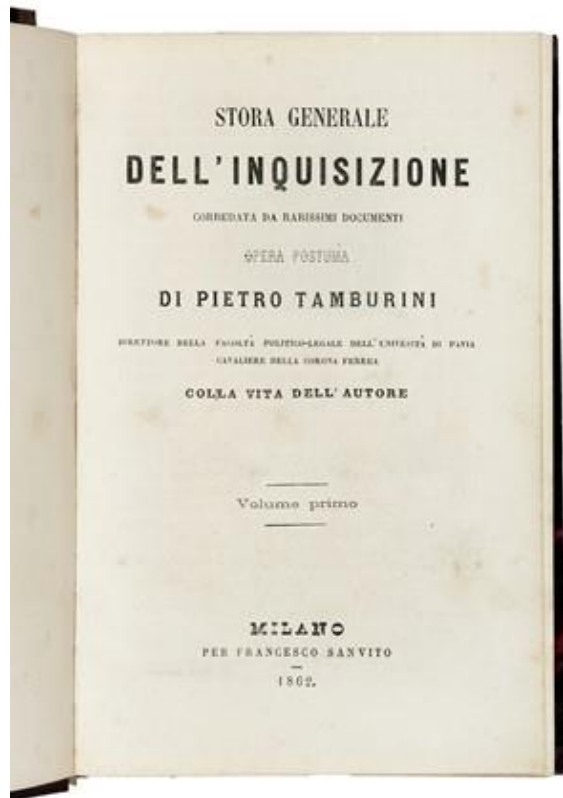 STORA GENERALE
DELL'INQUISIZIONE
CORREDATA DA RARISSIMI DOCUMENTI
OPERA POSTUMA
DI PIETRO TAMBURINI
DIRETTORE DELLA FACOLTÀ POLITICO-LEGALE DELL'UNIVESITÀ DI PAVIA
CAVALIERE DELLA CORONA FERREA
COLLA VITA DELL'AUTORE
Volume primo
MILANO
PER FRANCESCO SANVITO
1862.